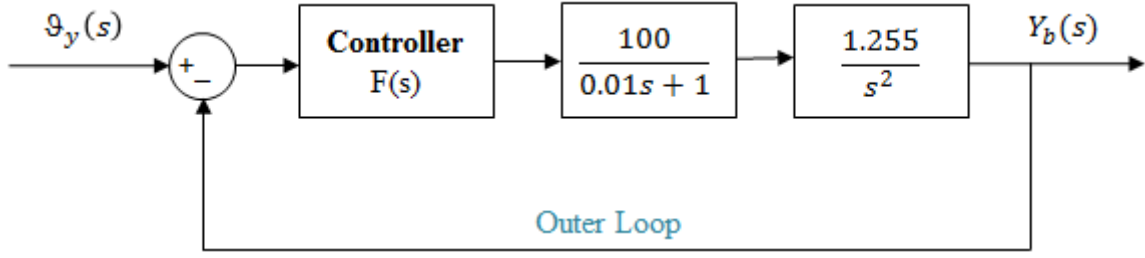 ϑ_y(s)
+
−
Controller
F(s)
100
0.01s + 1
1.255
s²
Y_b(s)
Outer Loop